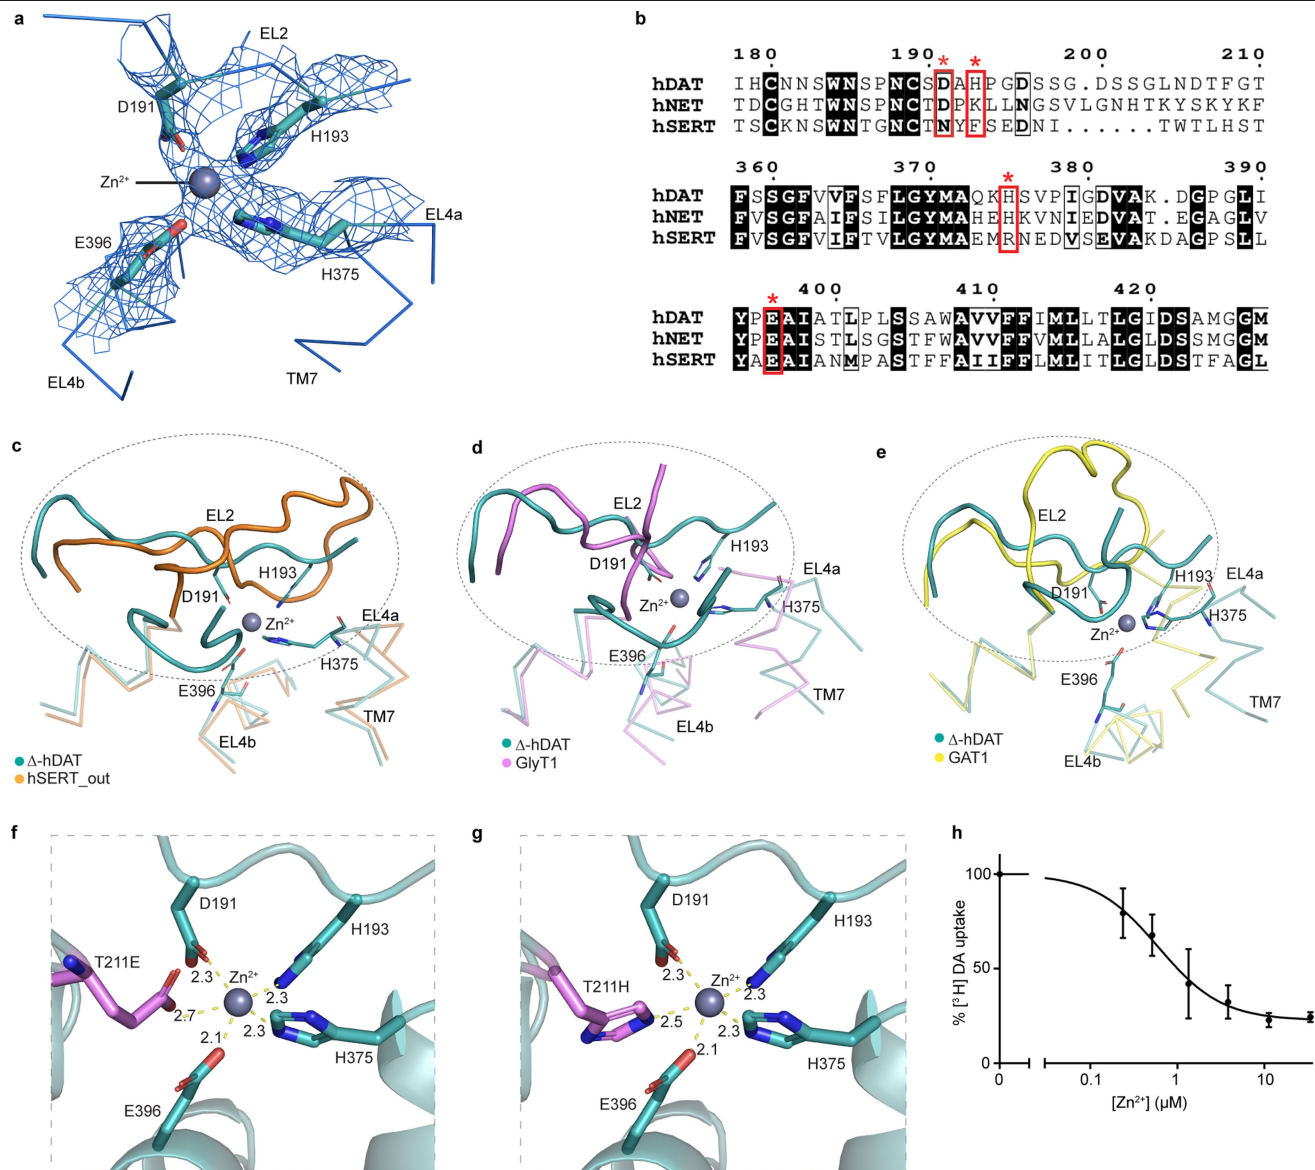 a
EL2
D191
H193
Zn²⁺
EL4a
E396
H375
EL4b
TM7
b
180 190 200 210
* *
hDAT IHCNNSWNSPNCSDAHPGDSSG.DSSGLNDTFGT
hNET TDCGHTWNSPNCTDPKLLNGSVLGNHTKYSKYKF
hSERT TSCKNSWNTGNCTNYFSEDNI......TWTLHST
360 370 380 390
*
hDAT FSSGFVVFSFLGYMAQKHSVPIGDVAK.DGPGLI
hNET FVSGFAIFSILGYMAHEHKVNIEDVAT.EGAGLV
hSERT FVSGFVIFTVLGYMAEMRNEDVSEVAKDAGPSLL
400 410 420
*
hDAT YPEAIATLPLSSAWAVVFFIMLLTLGIDSAMGGM
hNET YPEAISTLSGSTFWAVVFFVMLLALGLDSSMGGM
hSERT YAEAIANMPASTFFAIIFFLMLITLGLDSTFAGL
c
EL2
H193
D191
Zn²⁺
EL4a
H375
E396
EL4b
TM7
Δ-hDAT
hSERT_out
d
EL2
H193
D191
Zn²⁺
H375
E396
TM7
EL4b
Δ-hDAT
GlyT1
e
EL2
H193
EL4a
D191
H375
Zn²⁺
E396
TM7
EL4b
Δ-hDAT
GAT1
f
D191
H193
T211E
Zn²⁺
2.3
2.3
2.7
2.1
2.3
H375
E396
g
D191
H193
T211H
Zn²⁺
2.3
2.3
2.5
2.3
2.1
H375
E396
h
% [³ H] DA uptake
100
50
0
0 0.1 1 10
[Zn²⁺] (μM)